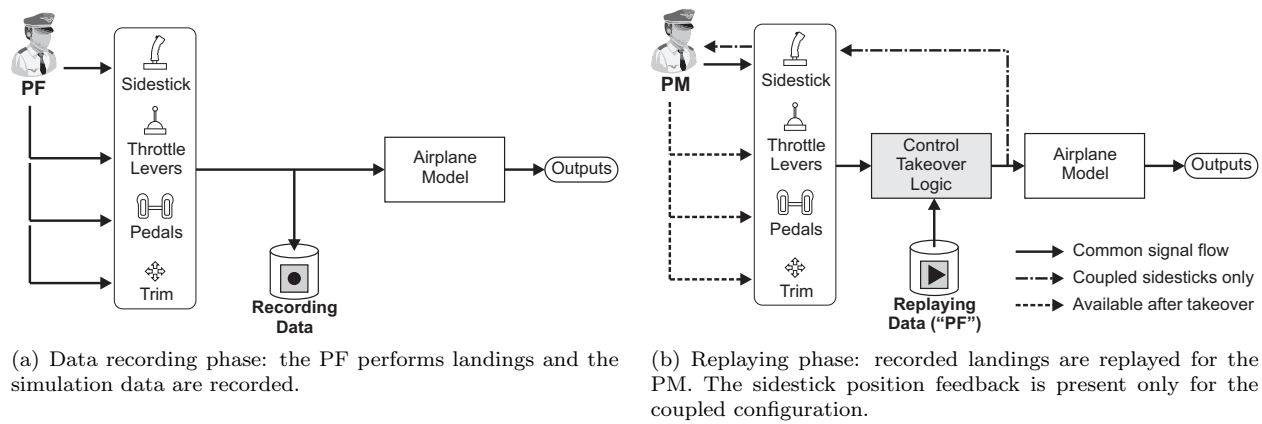 PF
Sidestick
Throttle
Levers
Pedals
Trim
Airplane
Model
Outputs
Recording
Data
(a) Data recording phase: the PF performs landings and the
simulation data are recorded.
PM
Sidestick
Throttle
Levers
Pedals
Trim
Control
Takeover
Logic
Airplane
Model
Outputs
Replaying
Data (“PF”)
Common signal flow
Coupled sidesticks only
Available after takeover
(b) Replaying phase: recorded landings are replayed for the
PM. The sidestick position feedback is present only for the
coupled configuration.